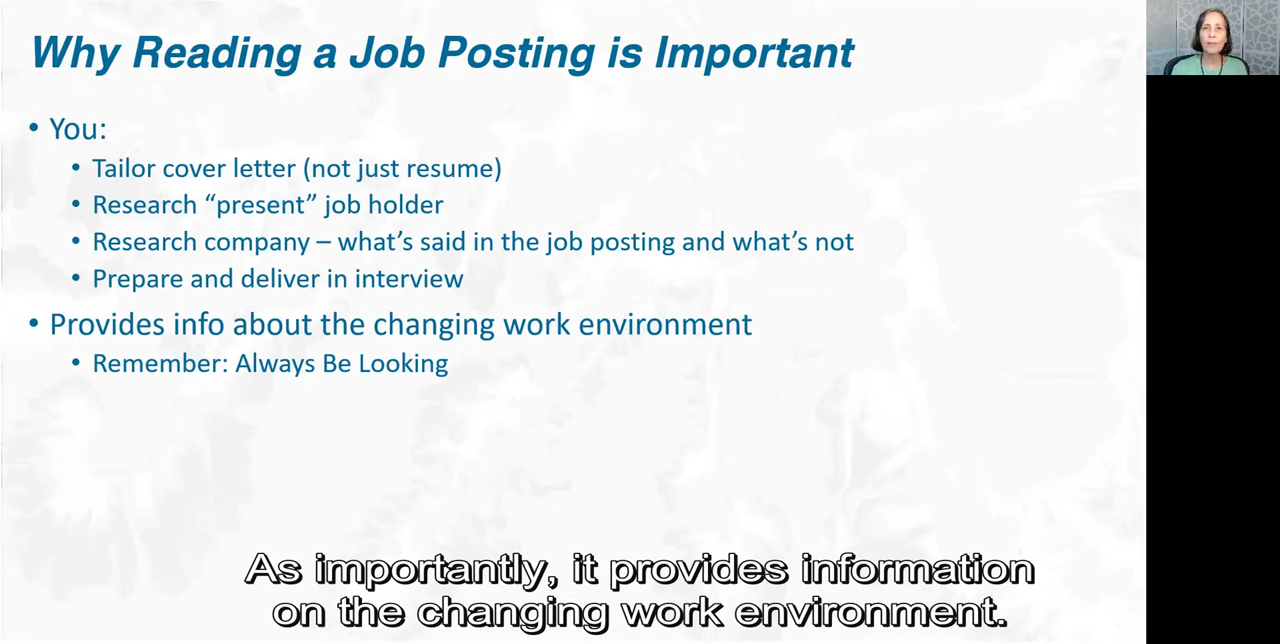 Why Reading a Job Posting is Important
• You:
• Tailor cover letter (not just resume)
• Research “present” job holder
• Research company – what’s said in the job posting and what’s not
• Prepare and deliver in interview
• Provides info about the changing work environment
• Remember: Always Be Looking
As importantly, it provides information
on the changing work environment.